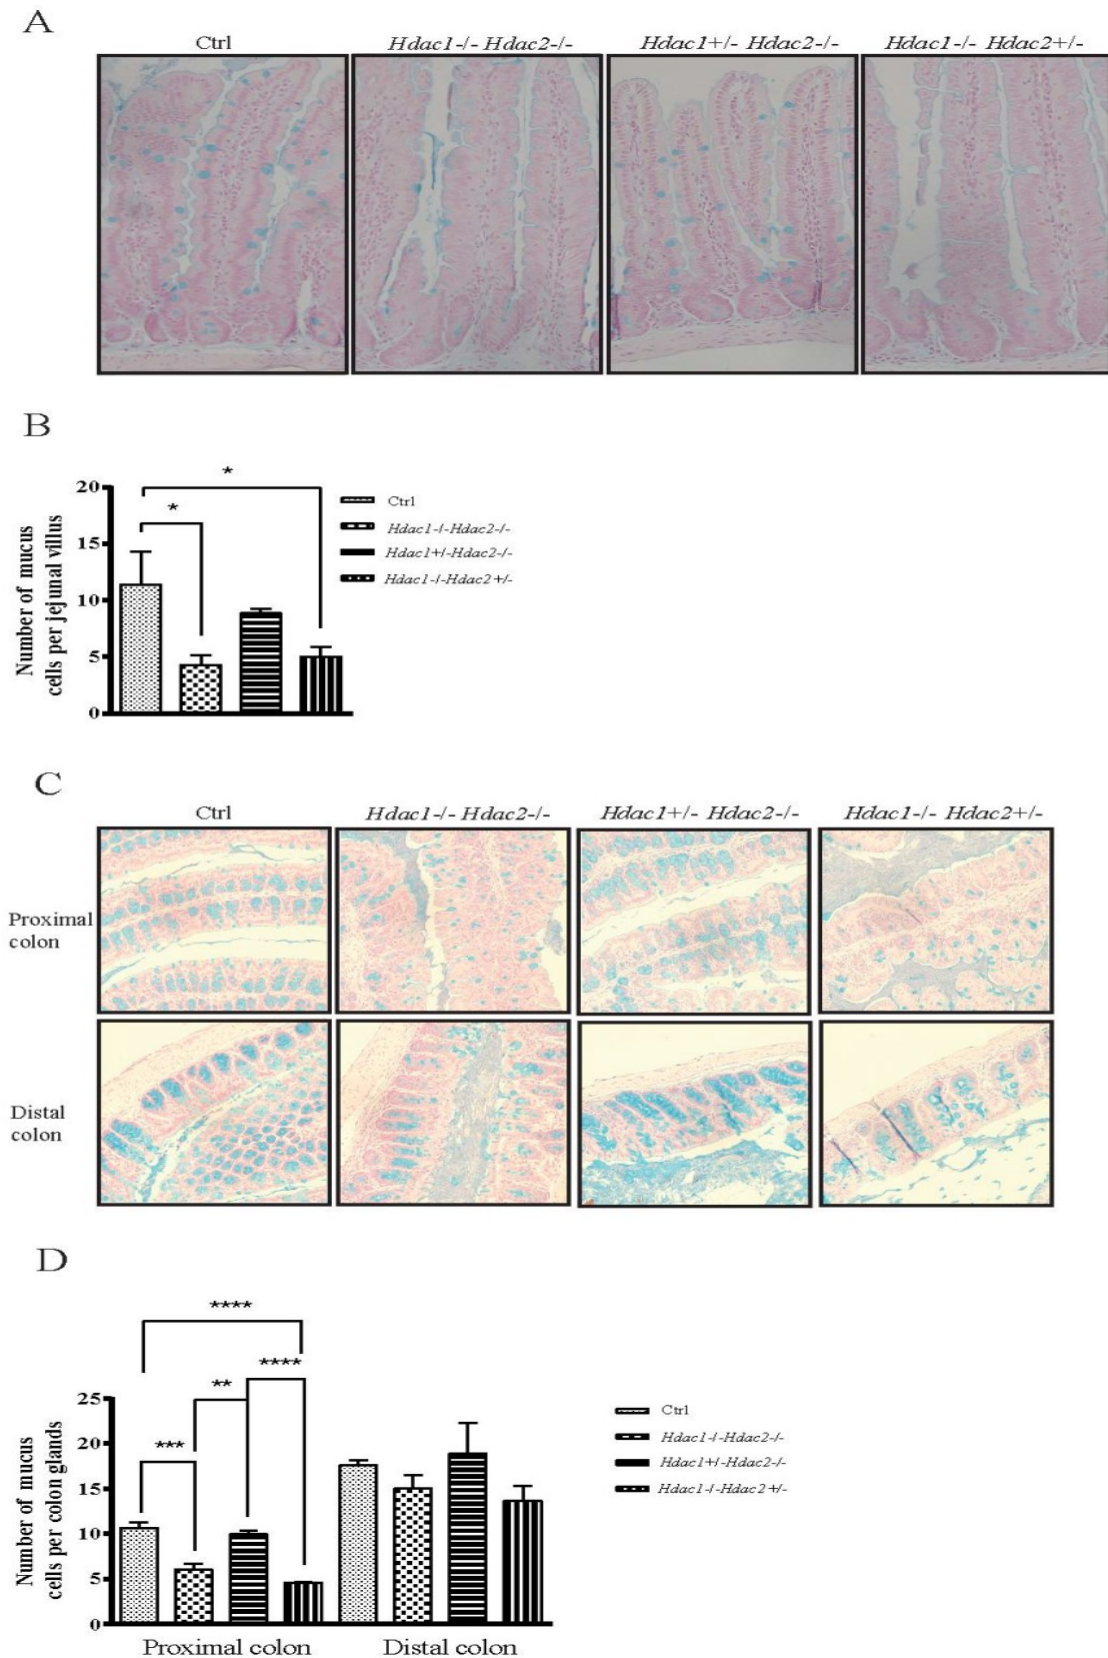 A
Ctrl Hdac1-/- Hdac2-/- Hdac1+/- Hdac2-/- Hdac1-/- Hdac2+/-
B
Number of mucus
cells per jejunal villus
20
15
10
5
0
*
*
Ctrl
Hdac1-/-Hdac2-/-
Hdac1+/-Hdac2-/-
Hdac1-/-Hdac2+/-
C
Ctrl Hdac1-/- Hdac2-/- Hdac1+/- Hdac2-/- Hdac1-/- Hdac2+/-
Proximal
colon
Distal
colon
D
Number of mucus
cells per colon glands
25
20
15
10
5
0
****
****
**
***
Proximal colon Distal colon
Ctrl
Hdac1-/-Hdac2-/-
Hdac1+/-Hdac2-/-
Hdac1-/-Hdac2+/-